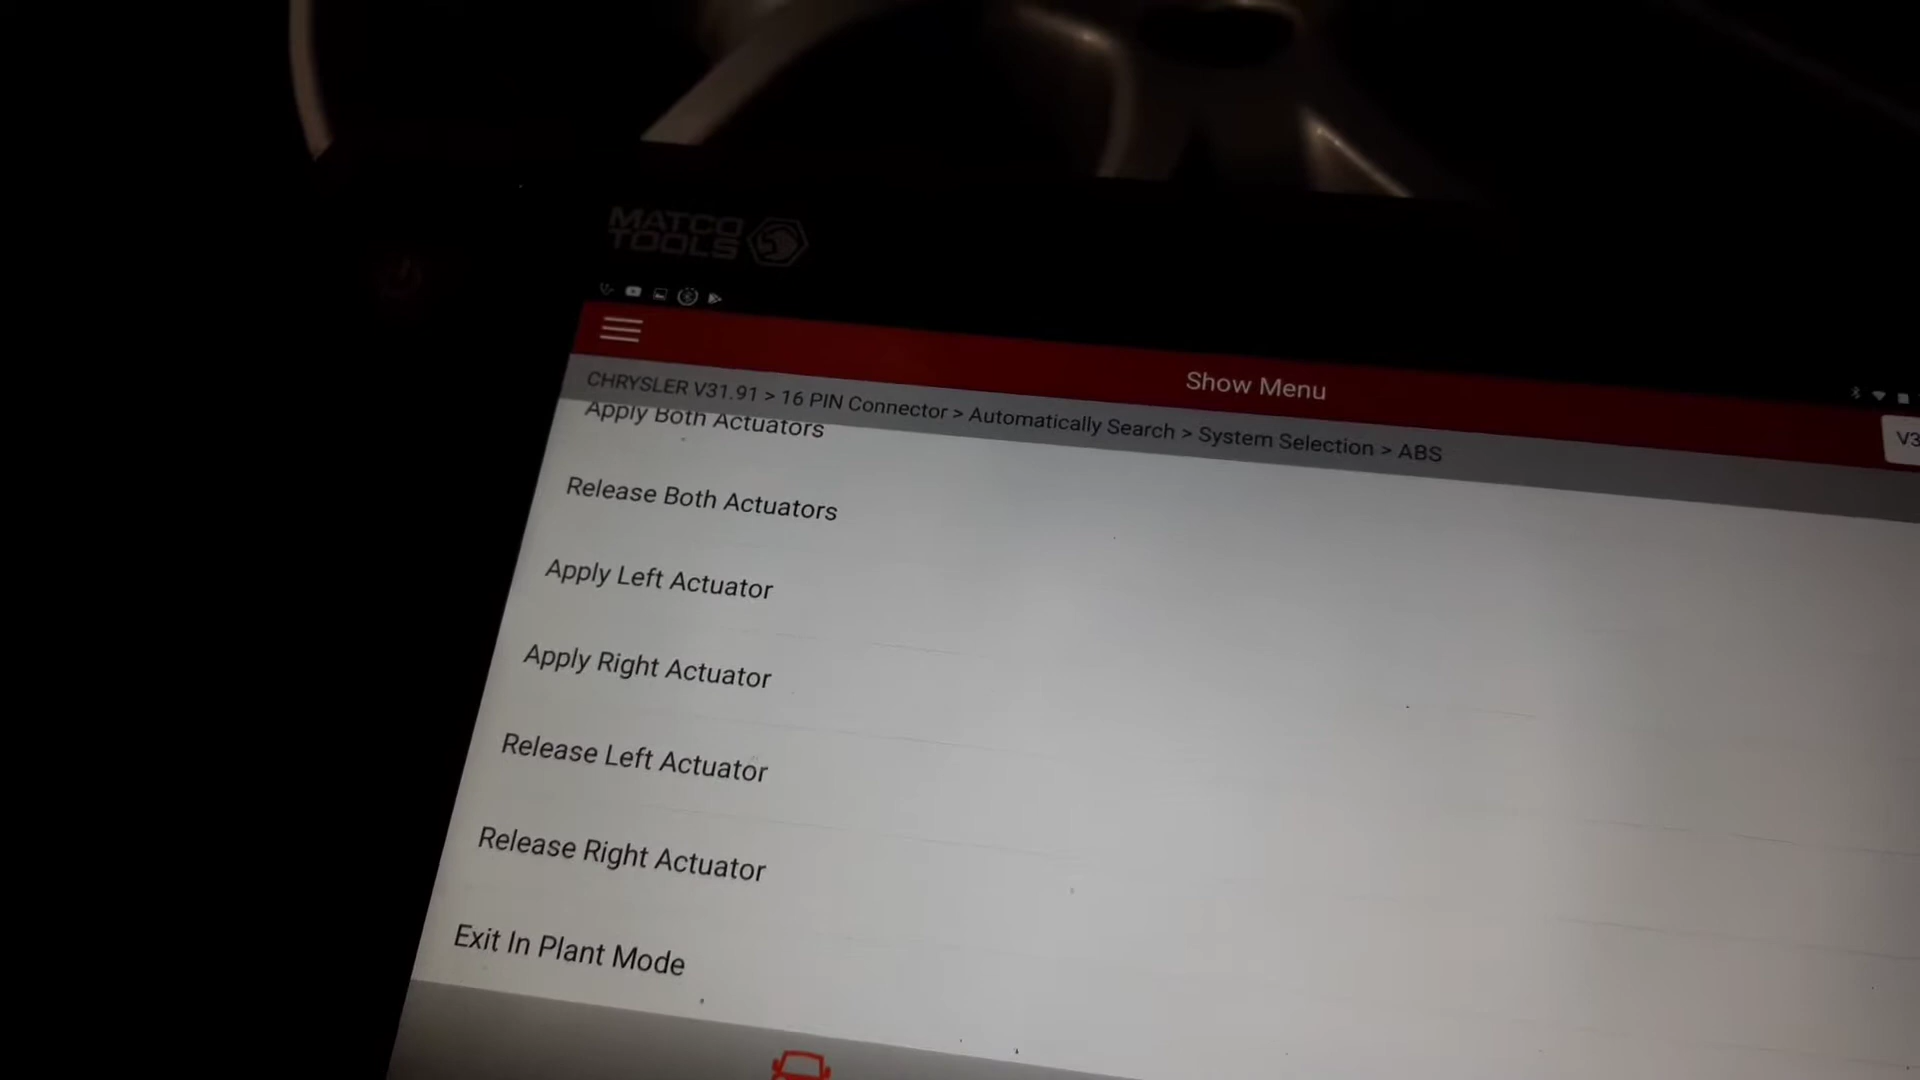 MATCO
TOOLS
Show Menu
V3
CHRYSLER V31.91 > 16 PIN Connector > Automatically Search > System Selection > ABS
Apply Both Actuators
Release Both Actuators
Apply Left Actuator
Apply Right Actuator
Release Left Actuator
Release Right Actuator
Exit In Plant Mode